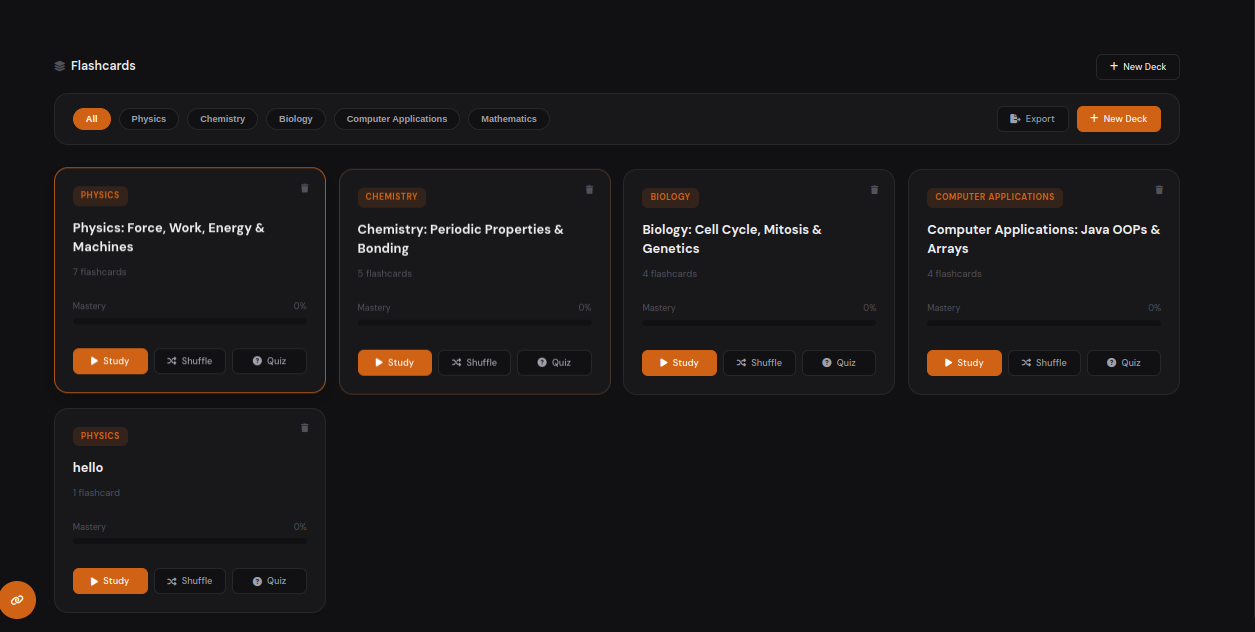 Flashcards
New Deck
All
Physics
Chemistry
Biology
Computer Applications
Mathematics
Export
New Deck
PHYSICS
Physics: Force, Work, Energy &
Machines
7 flashcards
Mastery 0%
Study
Shuffle
Quiz
CHEMISTRY
Chemistry: Periodic Properties &
Bonding
5 flashcards
Mastery 0%
Study
Shuffle
Quiz
BIOLOGY
Biology: Cell Cycle, Mitosis &
Genetics
4 flashcards
Mastery 0%
Study
Shuffle
Quiz
COMPUTER APPLICATIONS
Computer Applications: Java OOPs &
Arrays
4 flashcards
Mastery 0%
Study
Shuffle
Quiz
PHYSICS
hello
1 flashcard
Mastery 0%
Study
Shuffle
Quiz